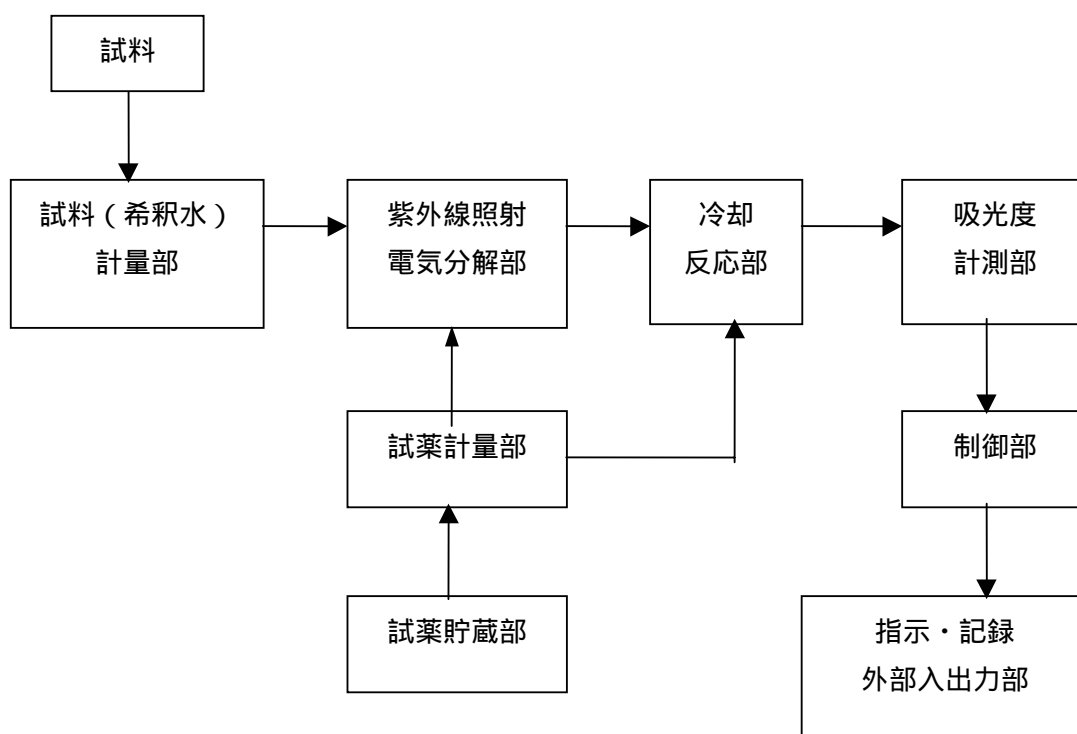 試料
試料（希釈水）
計量部
紫外線照射
電気分解部
冷却
反応部
吸光度
計測部
試薬計量部
制御部
試薬貯蔵部
指示・記録
外部入出力部